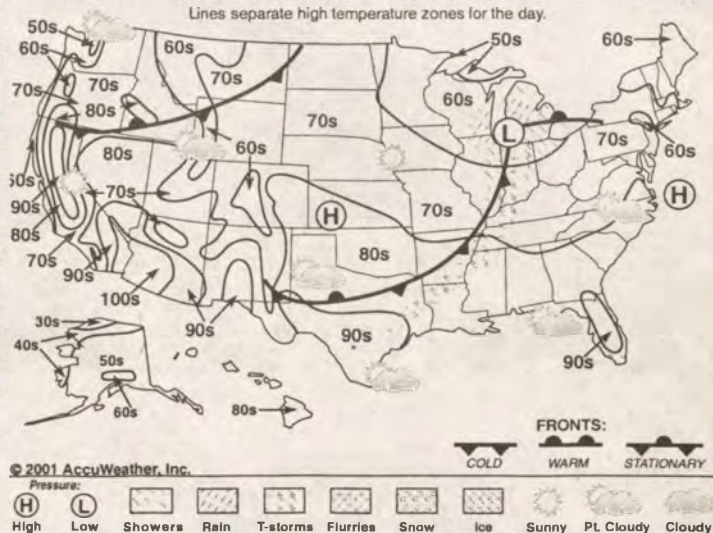 Lines separate high temperature zones for the day.
50s
60s
50s
60s
60s
70s
70s
70s
60s
80s
70s
70s
60s
60s
L
80s
60s
90s
70s
H
80s
H
70s
70s
80s
90s
100s
90s
90s
90s
30s
40s
50s
60s
80s
FRONTS:
COLD WARM STATIONARY
© 2001 AccuWeather, Inc.
Pressure:
H L
High Low Showers Rain T-storms Flurries Snow Ice Sunny Pt. Cloudy Cloudy